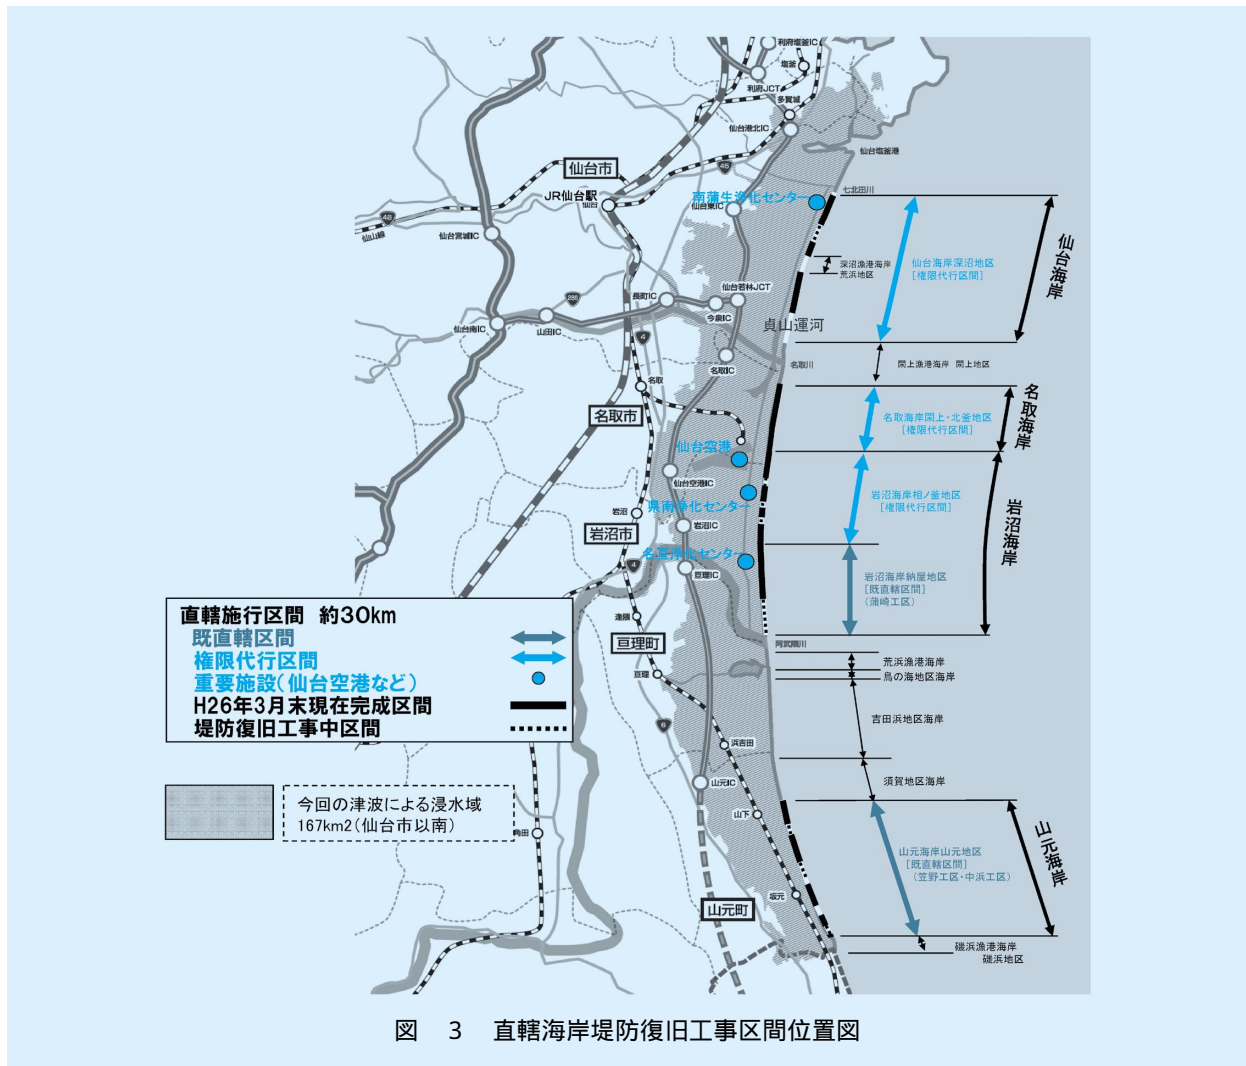 利府塩釜IC
塩釜
利府JCT
多賀城
仙台港北IC
仙台塩釜港
仙台市
46
JR仙台駅
仙台
南蒲生浄化センター
七北田川
仙台東IC
48
仙山線
仙台宮城IC
深沼漁港海岸
荒浜地区
仙台海岸深沼地区
[権限代行区間]
仙台海岸
仙台若林JCT
長町IC
286
今泉IC
貞山運河
仙台南IC
山田IC
4
名取川
名取IC
閖上漁港海岸 閖上地区
名取
名取市
名取海岸閖上・北釜地区
[権限代行区間]
名取海岸
仙台空港
仙台空港IC
岩沼海岸相ノ釜地区
[権限代行区間]
岩沼海岸
県南浄化センター
岩沼
岩沼IC
岩沼市
名亘浄化センター
4
亘理IC
岩沼海岸納屋地区
[既直轄区間]
(蒲崎工区)
直轄施行区間 約30km
既直轄区間
権限代行区間
重要施設(仙台空港など)
H26年3月末現在完成区間
堤防復旧工事中区間
逢隈
亘理町
阿武隈川
亘理
荒浜漁港海岸
鳥の海地区海岸
6
吉田浜地区海岸
浜吉田
山元IC
須賀地区海岸
今回の津波による浸水域
167km2(仙台市以南)
角田
山下
山元海岸山元地区
[既直轄区間]
(笠野工区・中浜工区)
山元海岸
坂元
山元町
磯浜漁港海岸
磯浜地区
図 3 直轄海岸堤防復旧工事区間位置図